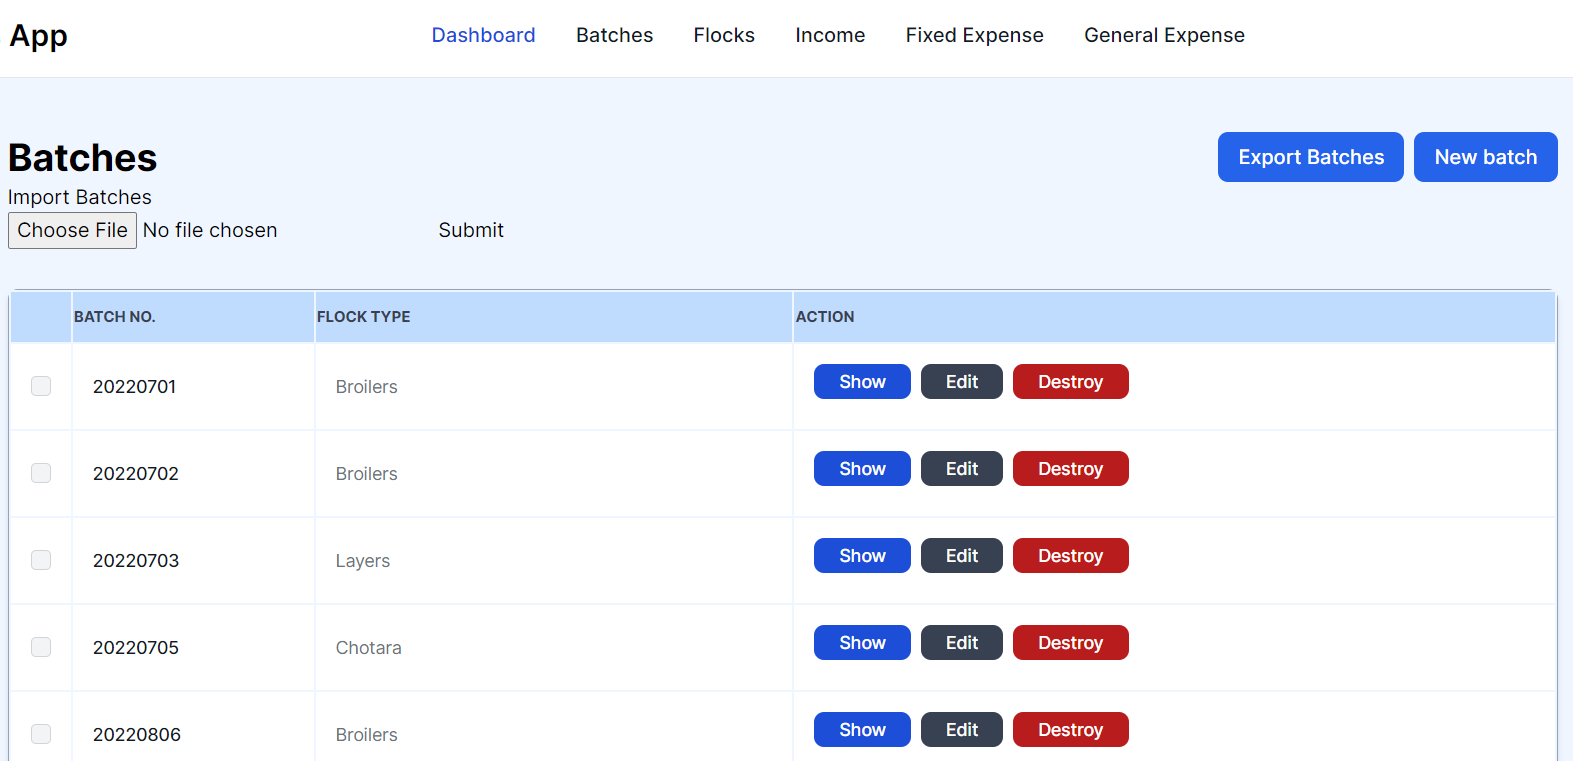 App Dashboard Batches Flocks Income Fixed Expense General Expense
Batches Export Batches New batch
Import Batches
Choose File No file chosen Submit
BATCH NO. FLOCK TYPE ACTION
20220701 Broilers Show Edit Destroy
20220702 Broilers Show Edit Destroy
20220703 Layers Show Edit Destroy
20220705 Chotara Show Edit Destroy
20220806 Broilers Show Edit Destroy